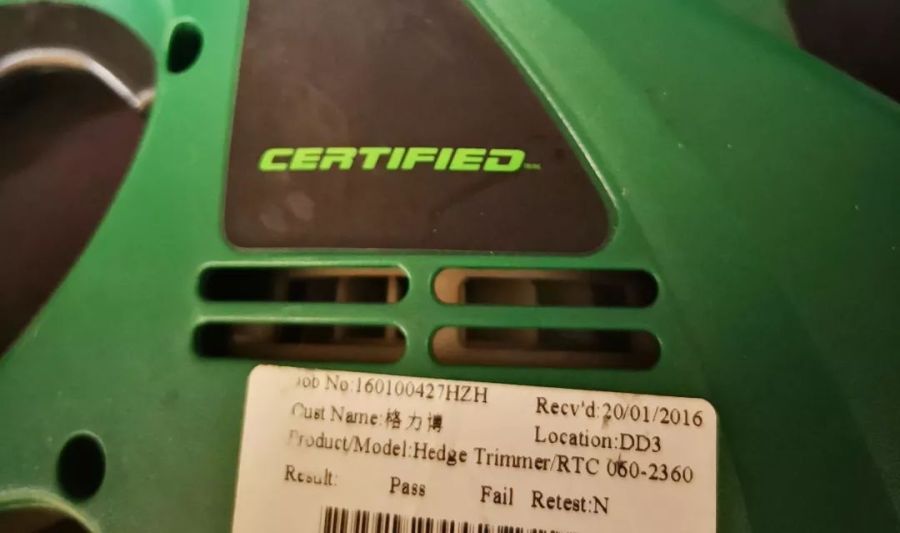 CERTIFIED
Job No:160100427HZH
Recv'd:20/01/2016
Cust Name:格力博
Location:DD3
Product/Model:Hedge Trimmer/RTC 060-2360
Result: Pass Fail Retest:N